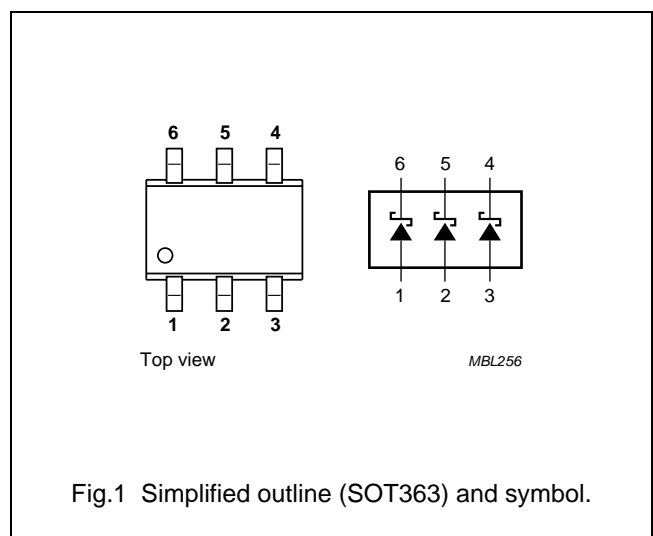 6 5 4
1 2 3
Top view
6 5 4
1 2 3
MBL256
Fig.1 Simplified outline (SOT363) and symbol.